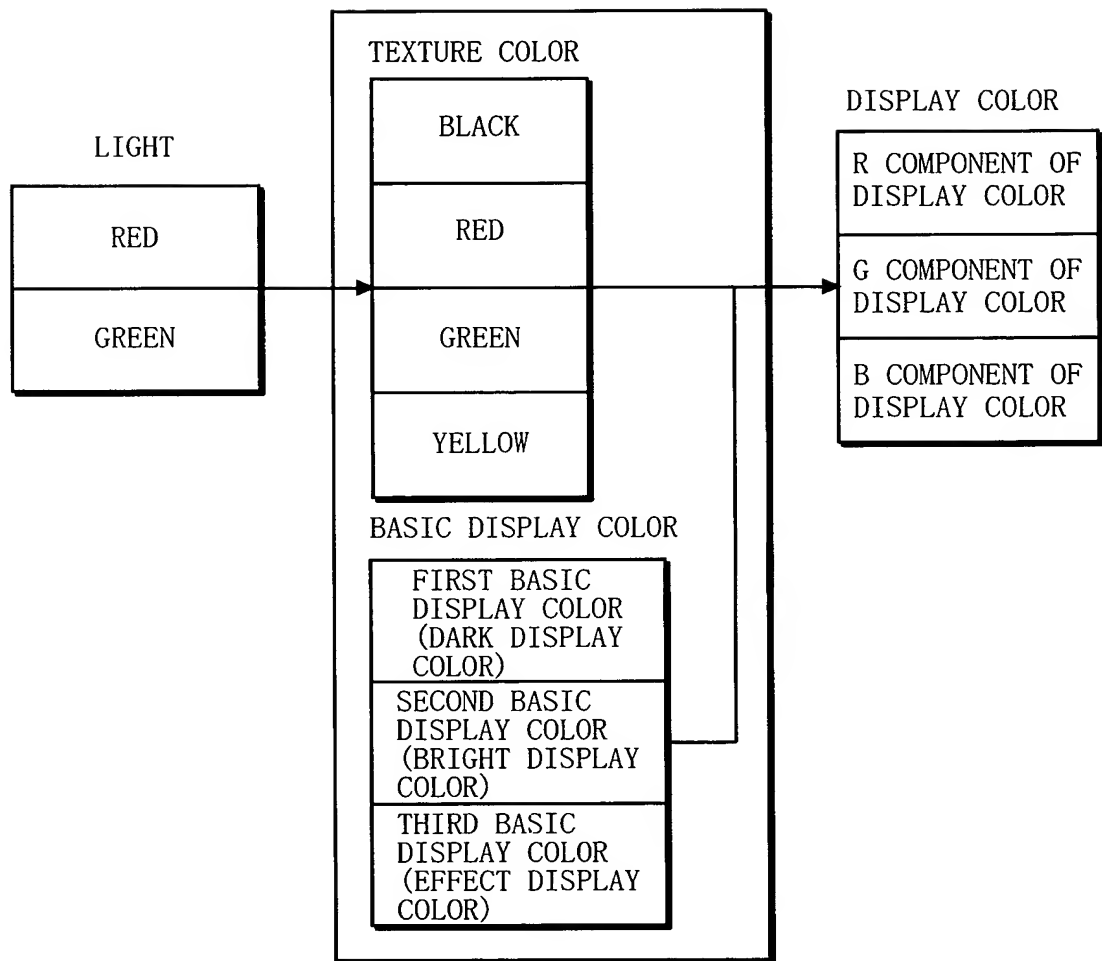 LIGHT
RED
GREEN
TEXTURE COLOR
BLACK
RED
GREEN
YELLOW
BASIC DISPLAY COLOR
FIRST BASIC
DISPLAY COLOR
(DARK DISPLAY
COLOR)
SECOND BASIC
DISPLAY COLOR
(BRIGHT DISPLAY
COLOR)
THIRD BASIC
DISPLAY COLOR
(EFFECT DISPLAY
COLOR)
DISPLAY COLOR
R COMPONENT OF
DISPLAY COLOR
G COMPONENT OF
DISPLAY COLOR
B COMPONENT OF
DISPLAY COLOR